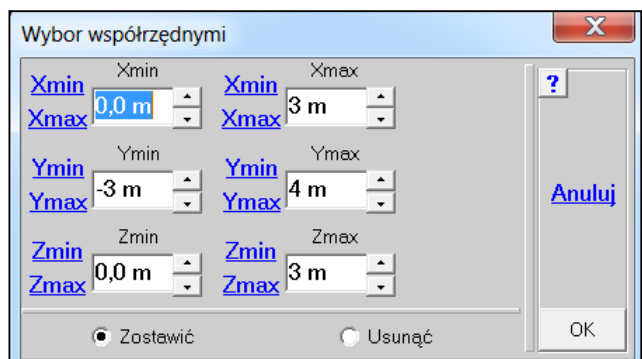 Wybor współrzędnymi
Xmin Xmax
Xmin 0,0 m Xmin 3 m ?
Xmax Xmax
Ymin Ymax
Ymin -3 m Ymin 4 m Anuluj
Ymax Ymax
Zmin Zmax
Zmin 0,0 m Zmin 3 m
Zmax Zmax
Zostawić Usunąć OK